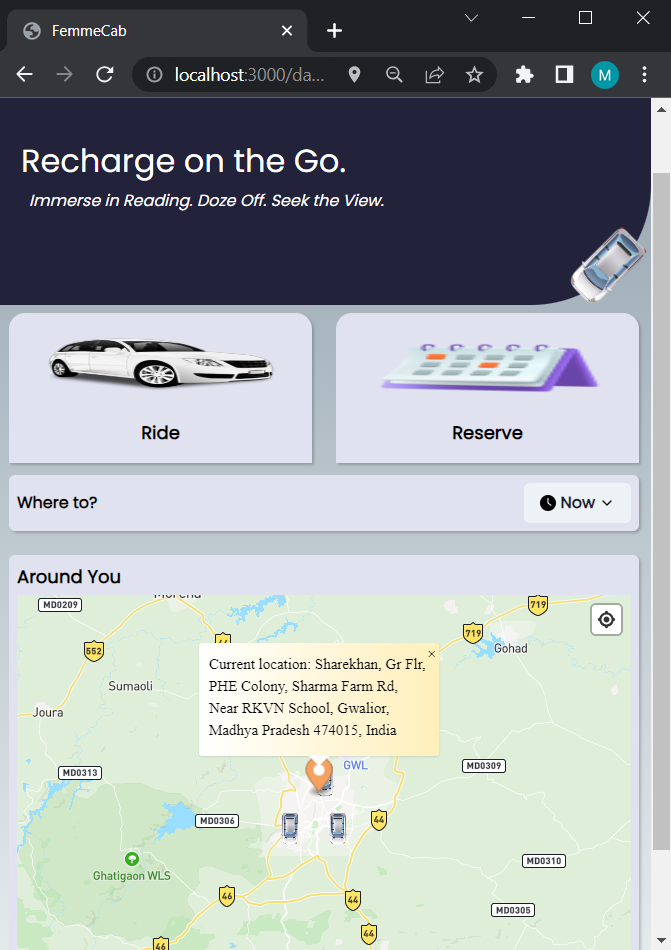 FemmeCab
localhost:3000/da...
M
Recharge on the Go.
Immerse in Reading. Doze Off. Seek the View.
Ride
Reserve
Where to?
Now
Around You
MD0209
719
719
552
Gohad
Sumaoli
Joura
Current location: Sharekhan, Gr Flr,
PHE Colony, Sharma Farm Rd,
Near RKVN School, Gwalior,
Madhya Pradesh 474015, India
GWL
MD0313
MD0309
MD0306
44
MD0310
Ghatigaon WLS
46
44
MD0305
44
46